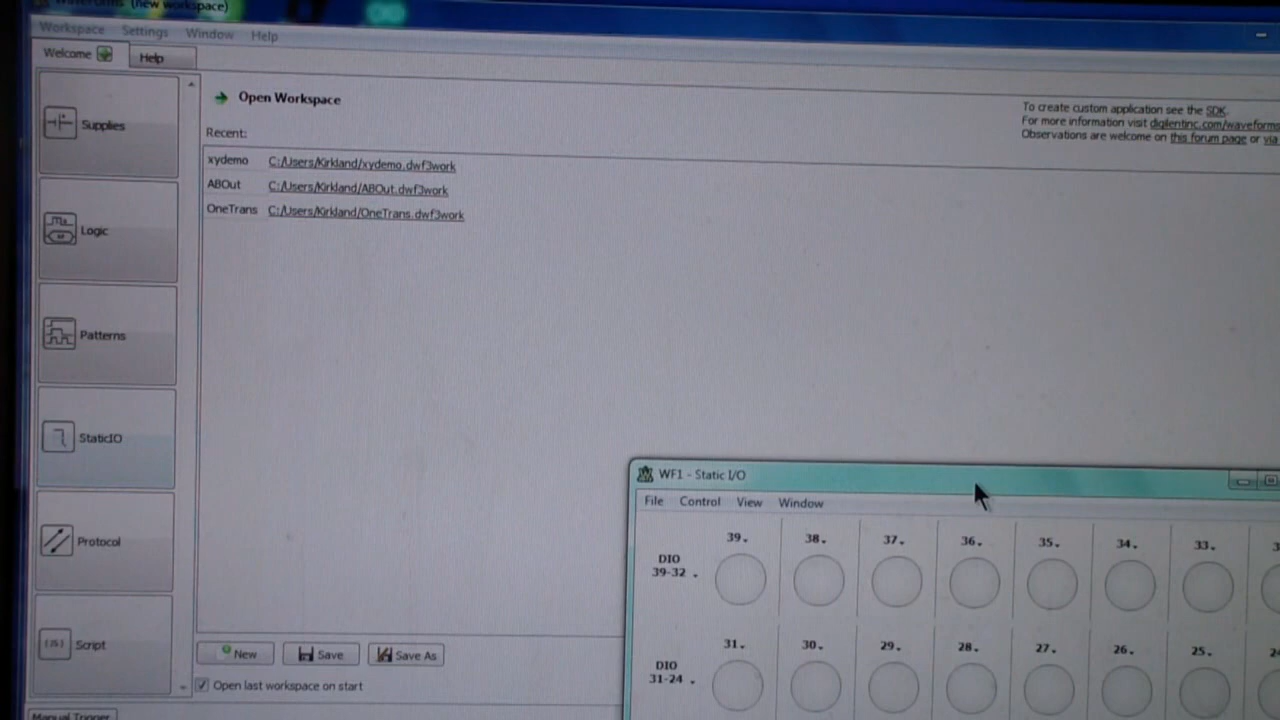 WaveForms (new workspace)
Workspace Settings Window Help
Welcome Help
Supplies
Logic
Patterns
StaticIO
Protocol
Script
Open Workspace
To create custom application see the SDK.
For more information visit digilentinc.com/waveforms
Observations are welcome on this forum page or via
Recent:
xydemo C:/Users/Kirkland/xydemo.dwf3work
ABOut C:/Users/Kirkland/ABOut.dwf3work
OneTrans C:/Users/Kirkland/OneTrans.dwf3work
New Save Save As
Open last workspace on start
Manual Trigger
WF1 - Static I/O
File Control View Window
39. 38. 37. 36. 35. 34. 33.
DIO
39-32
31. 30. 29. 28. 27. 26. 25.
DIO
31-24